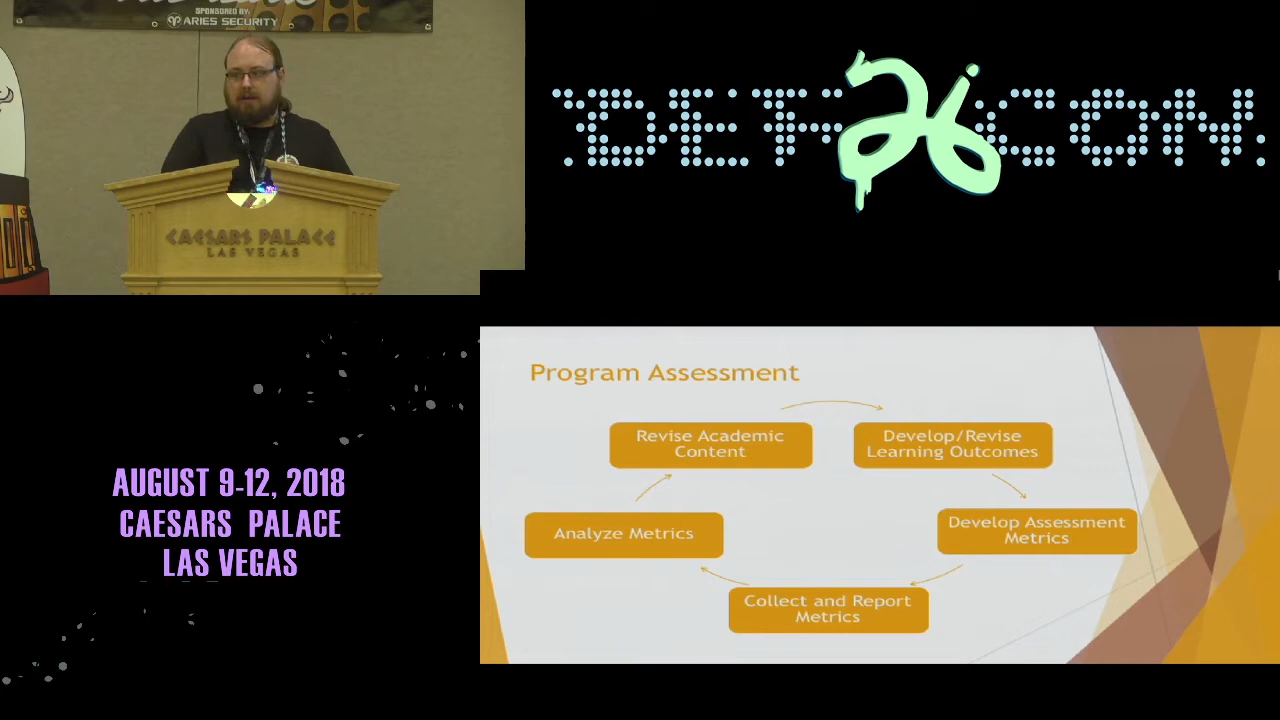 SPONSORED BY:
ARIES SECURITY
CAESARS PALACE
LAS VEGAS
DEF CON
26
AUGUST 9-12, 2018
CAESARS PALACE
LAS VEGAS
Program Assessment
Revise Academic
Content
Develop/Revise
Learning Outcomes
Analyze Metrics
Develop Assessment
Metrics
Collect and Report
Metrics